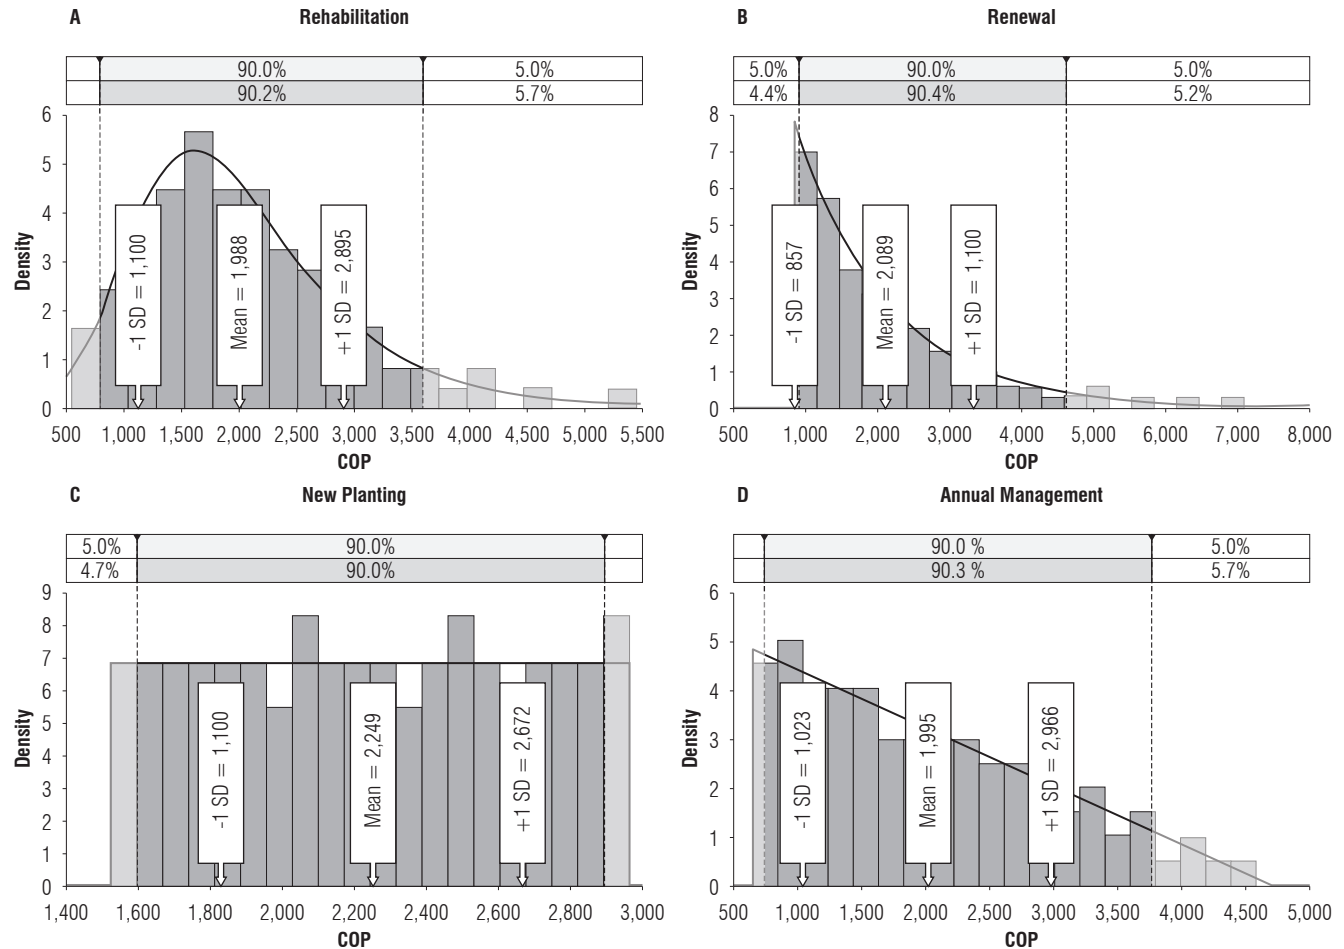 A Rehabilitation
90.0% 5.0%
90.2% 5.7%
6
5
4
3
2
1
0
Density
-1 SD = 1,100
Mean = 1,988
+1 SD = 2,895
500 1,000 1,500 2,000 2,500 3,000 3,500 4,000 4,500 5,000 5,500
COP
B Renewal
5.0% 90.0% 5.0%
4.4% 90.4% 5.2%
8
7
6
5
4
3
2
1
0
Density
-1 SD = 857
Mean = 2,089
+1 SD = 1,100
500 1,000 2,000 3,000 4,000 6,000 7,000 8,000
COP
C New Planting
5.0% 90.0%
4.7% 90.0%
9
8
7
6
5
4
3
2
1
0
Density
-1 SD = 1,100
Mean = 2,249
+1 SD = 2,672
1,400 1,600 1,800 2,000 2,200 2,400 2,600 2,800 3,000
COP
D Annual Management
90.0 % 5.0%
90.3 % 5.7%
6
5
4
3
2
1
0
Density
-1 SD = 1,023
Mean = 1,995
+1 SD = 2,966
500 1,000 1,500 2,000 2,500 3,000 3,500 4,000 4,500 5,000
COP